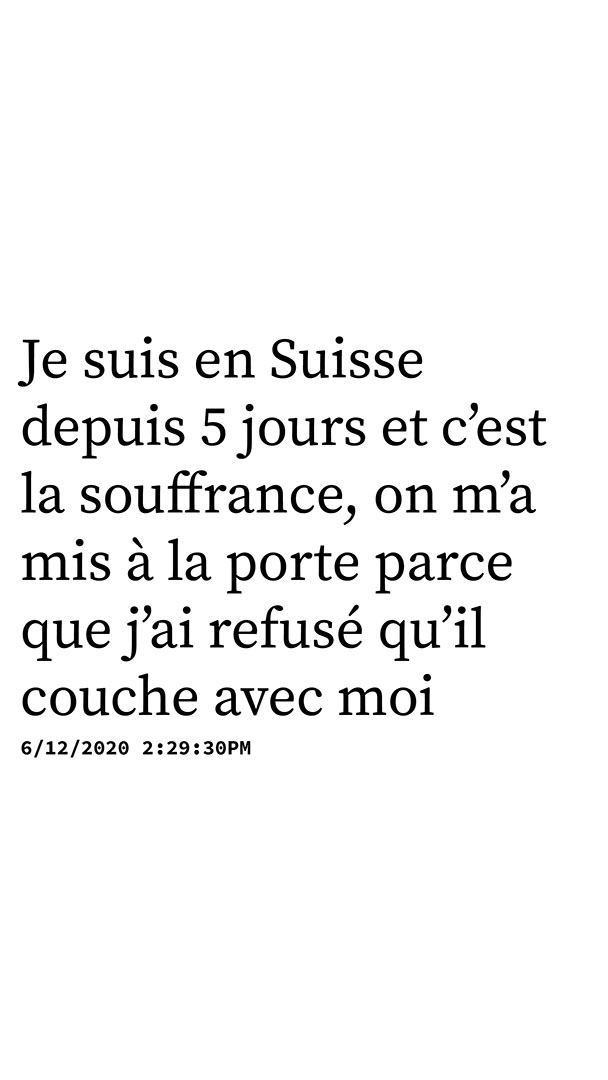 Je suis en Suisse
depuis 5 jours et c’est
la souffrance, on m’a
mis à la porte parce
que j’ai refusé qu’il
couche avec moi
6/12/2020 2:29:30PM